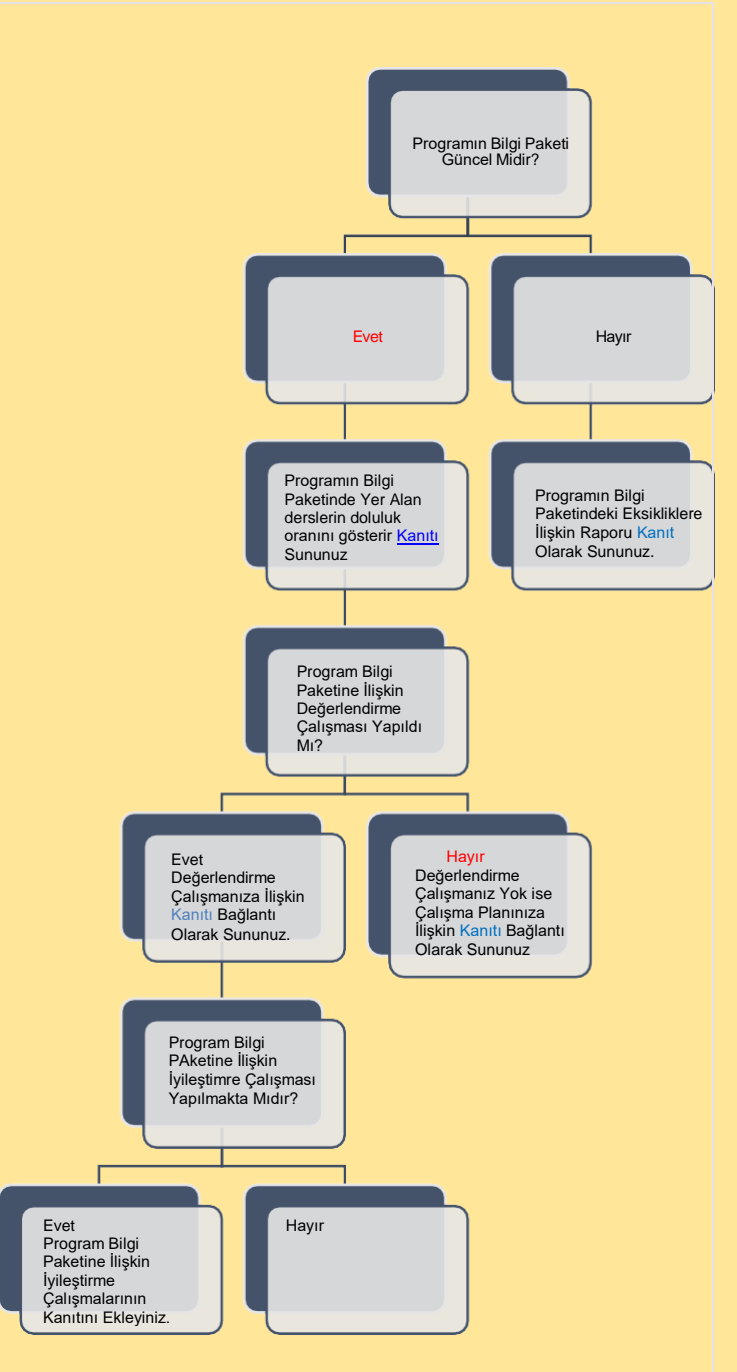 Programın Bilgi Paketi
Güncel Midir?
Evet
Hayır
Programın Bilgi
Paketinde Yer Alan
derslerin doluluk
oranını gösterir Kanıtı
Sununuz
Programın Bilgi
Paketindeki Eksikliklere
İlişkin Raporu Kanıt
Olarak Sununuz.
Program Bilgi
Paketine İlişkin
Değerlendirme
Çalışması Yapıldı
Mı?
Evet
Değerlendirme
Çalışmanıza İlişkin
Kanıtı Bağlantı
Olarak Sununuz.
Hayır
Değerlendirme
Çalışmanız Yok ise
Çalışma Planınıza
İlişkin Kanıtı Bağlantı
Olarak Sununuz
Program Bilgi
PAketine İlişkin
İyileştimre Çalışması
Yapılmakta Mıdır?
Evet
Program Bilgi
Paketine İlişkin
İyileştirme
Çalışmalarının
Kanıtını Ekleyiniz.
Hayır